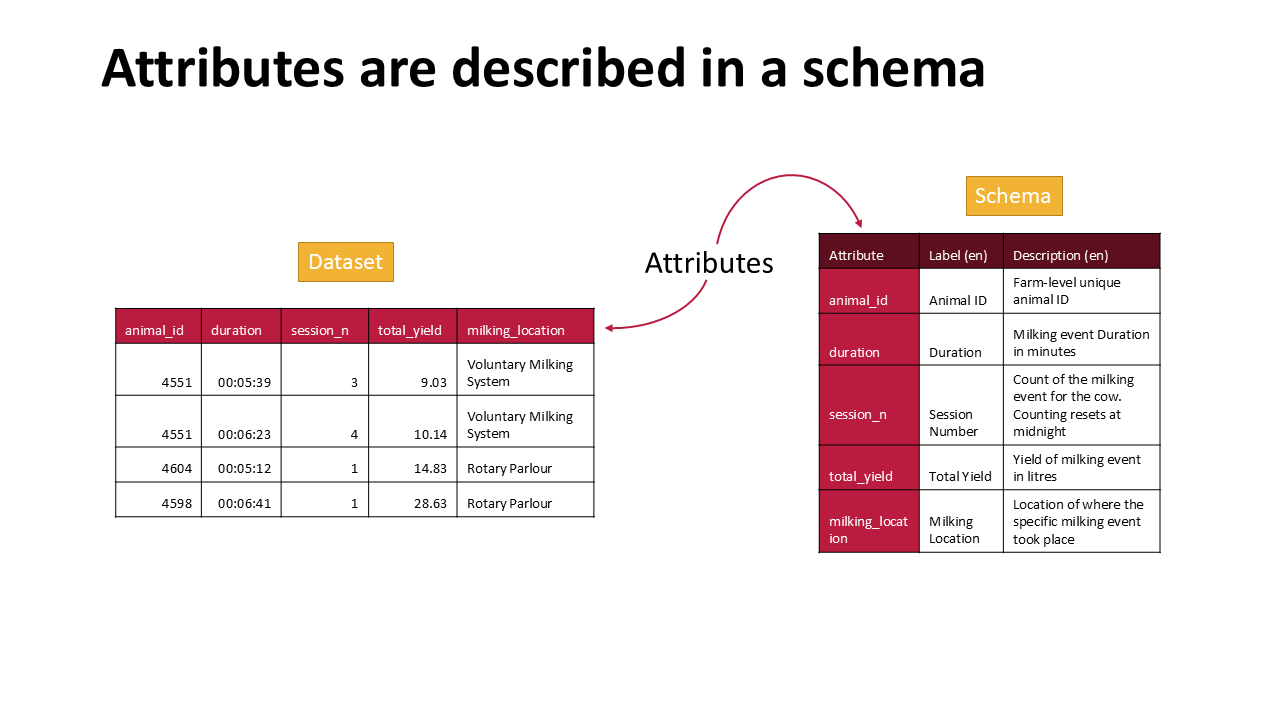 Attributes are described in a schema
Dataset
animal_id duration session_n total_yield milking_location
4551 00:05:39 3 9.03 Voluntary Milking
System
4551 00:06:23 4 10.14 Voluntary Milking
System
4604 00:05:12 1 14.83 Rotary Parlour
4598 00:06:41 1 28.63 Rotary Parlour
Attributes
Schema
Attribute Label (en) Description (en)
animal_id Animal ID Farm-level unique
animal ID
duration Duration Milking event Duration
in minutes
session_n Session
Number Count of the milking
event for the cow.
Counting resets at
midnight
total_yield Total Yield Yield of milking event
in litres
milking_locat
ion Milking
Location Location of where the
specific milking event
took place